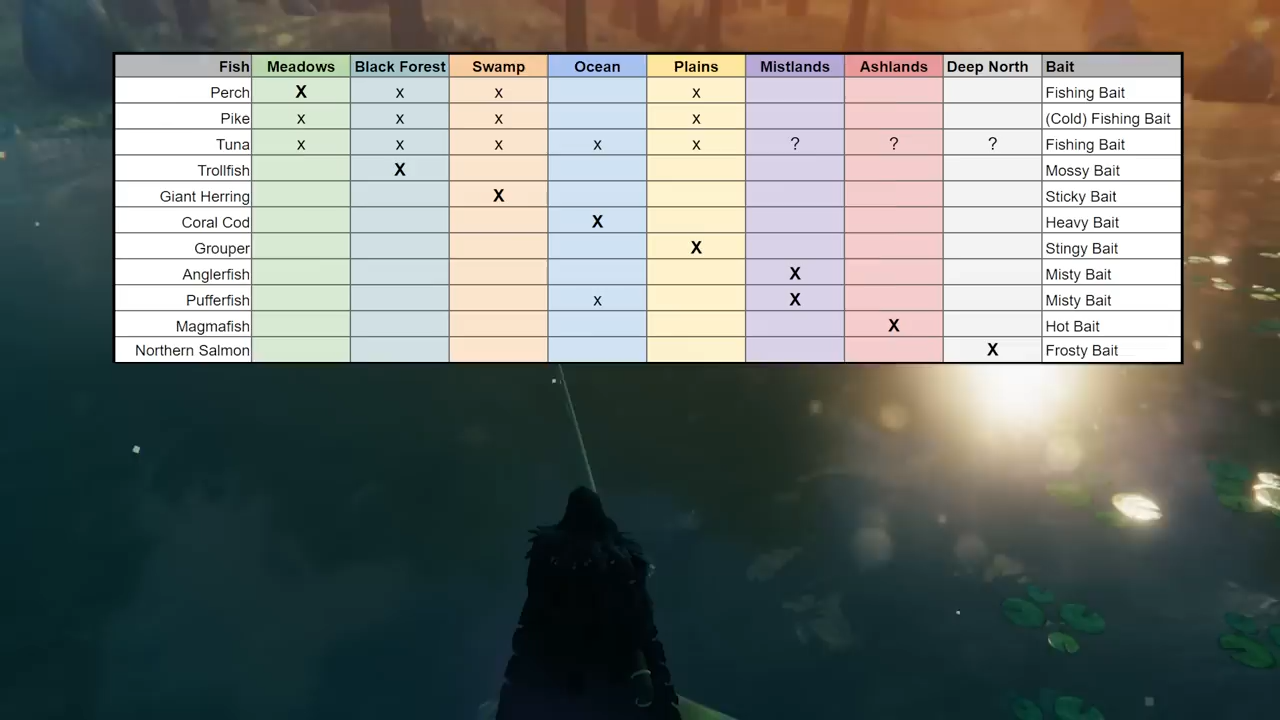 Fish Meadows Black Forest Swamp Ocean Plains Mistlands Ashlands Deep North Bait
Perch X x x x Fishing Bait
Pike x x x x (Cold) Fishing Bait
Tuna x x x x x ? ? ? Fishing Bait
Trollfish X Mossy Bait
Giant Herring X Sticky Bait
Coral Cod X Heavy Bait
Grouper X Stingy Bait
Anglerfish X Misty Bait
Pufferfish x X Misty Bait
Magmafish X Hot Bait
Northern Salmon X Frosty Bait